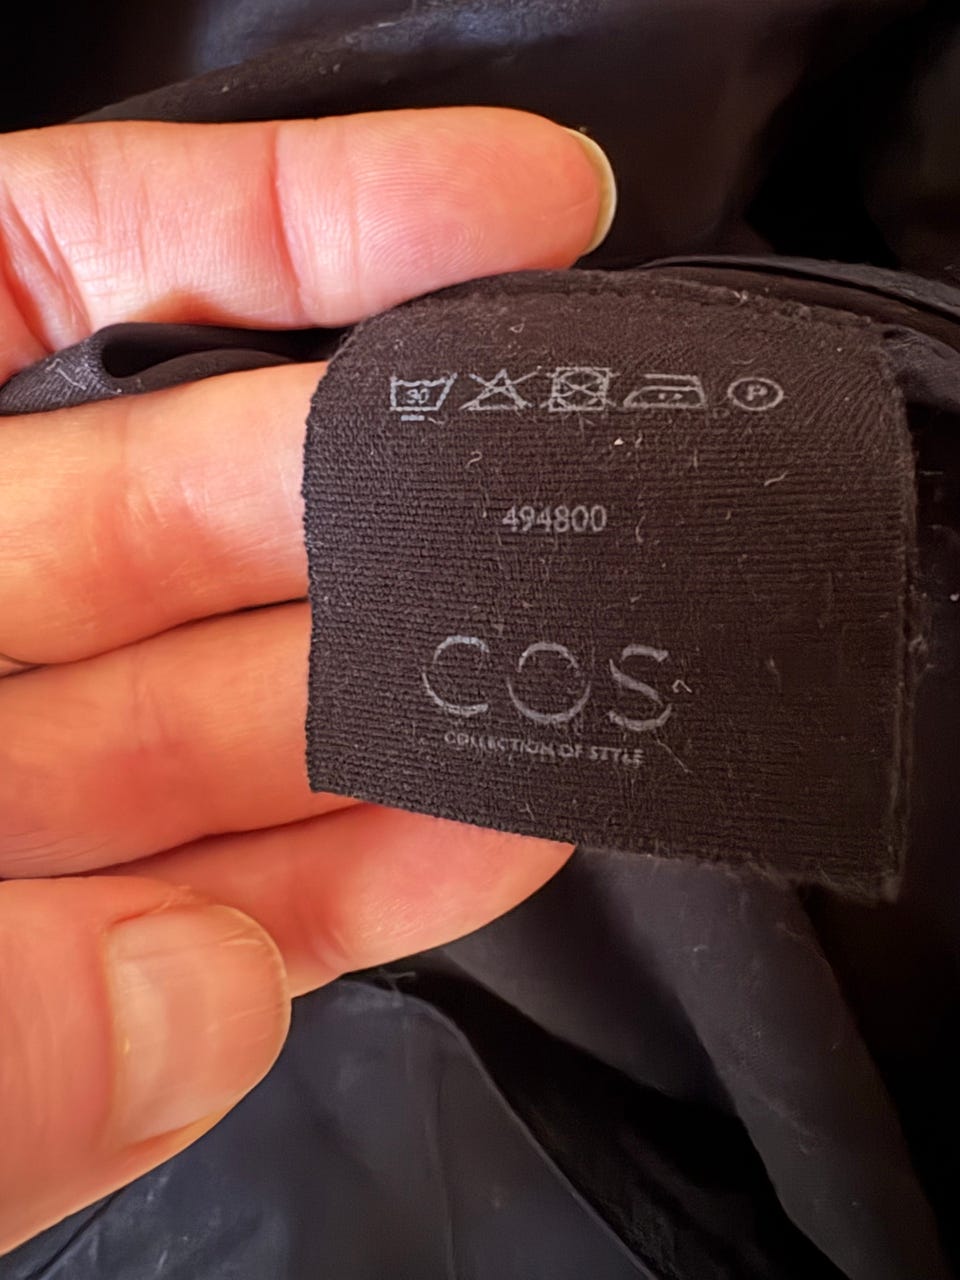 30 P
494800
COS
COLLECTION OF STYLE